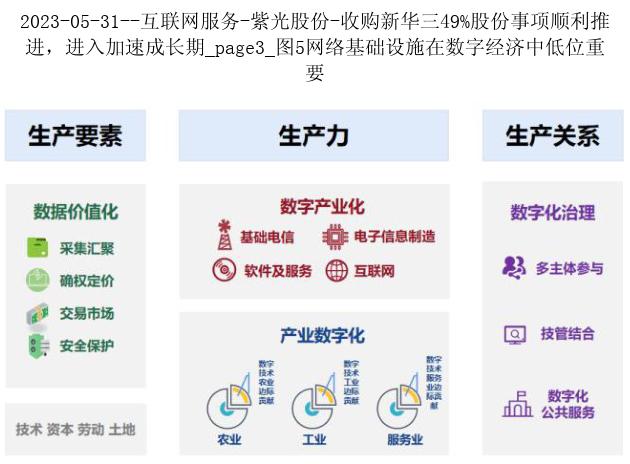 2023-05-31--互联网服务-紫光股份-收购新华三49%股份事项顺利推
进，进入加速成长期_page3_图5网络基础设施在数字经济中低位重
要
生产要素
生产力
生产关系
数据价值化
采集汇聚
确权定价
交易市场
安全保护
技术 资本 劳动 土地
数字产业化
基础电信
电子信息制造
软件及服务
互联网
产业数字化
数字
技术
农业
边际
贡献
农业
数字
技术
工业
边际
贡献
工业
数字
技术
服务
业边
际贡
献
服务业
数字化治理
多主体参与
技管结合
数字化
公共服务